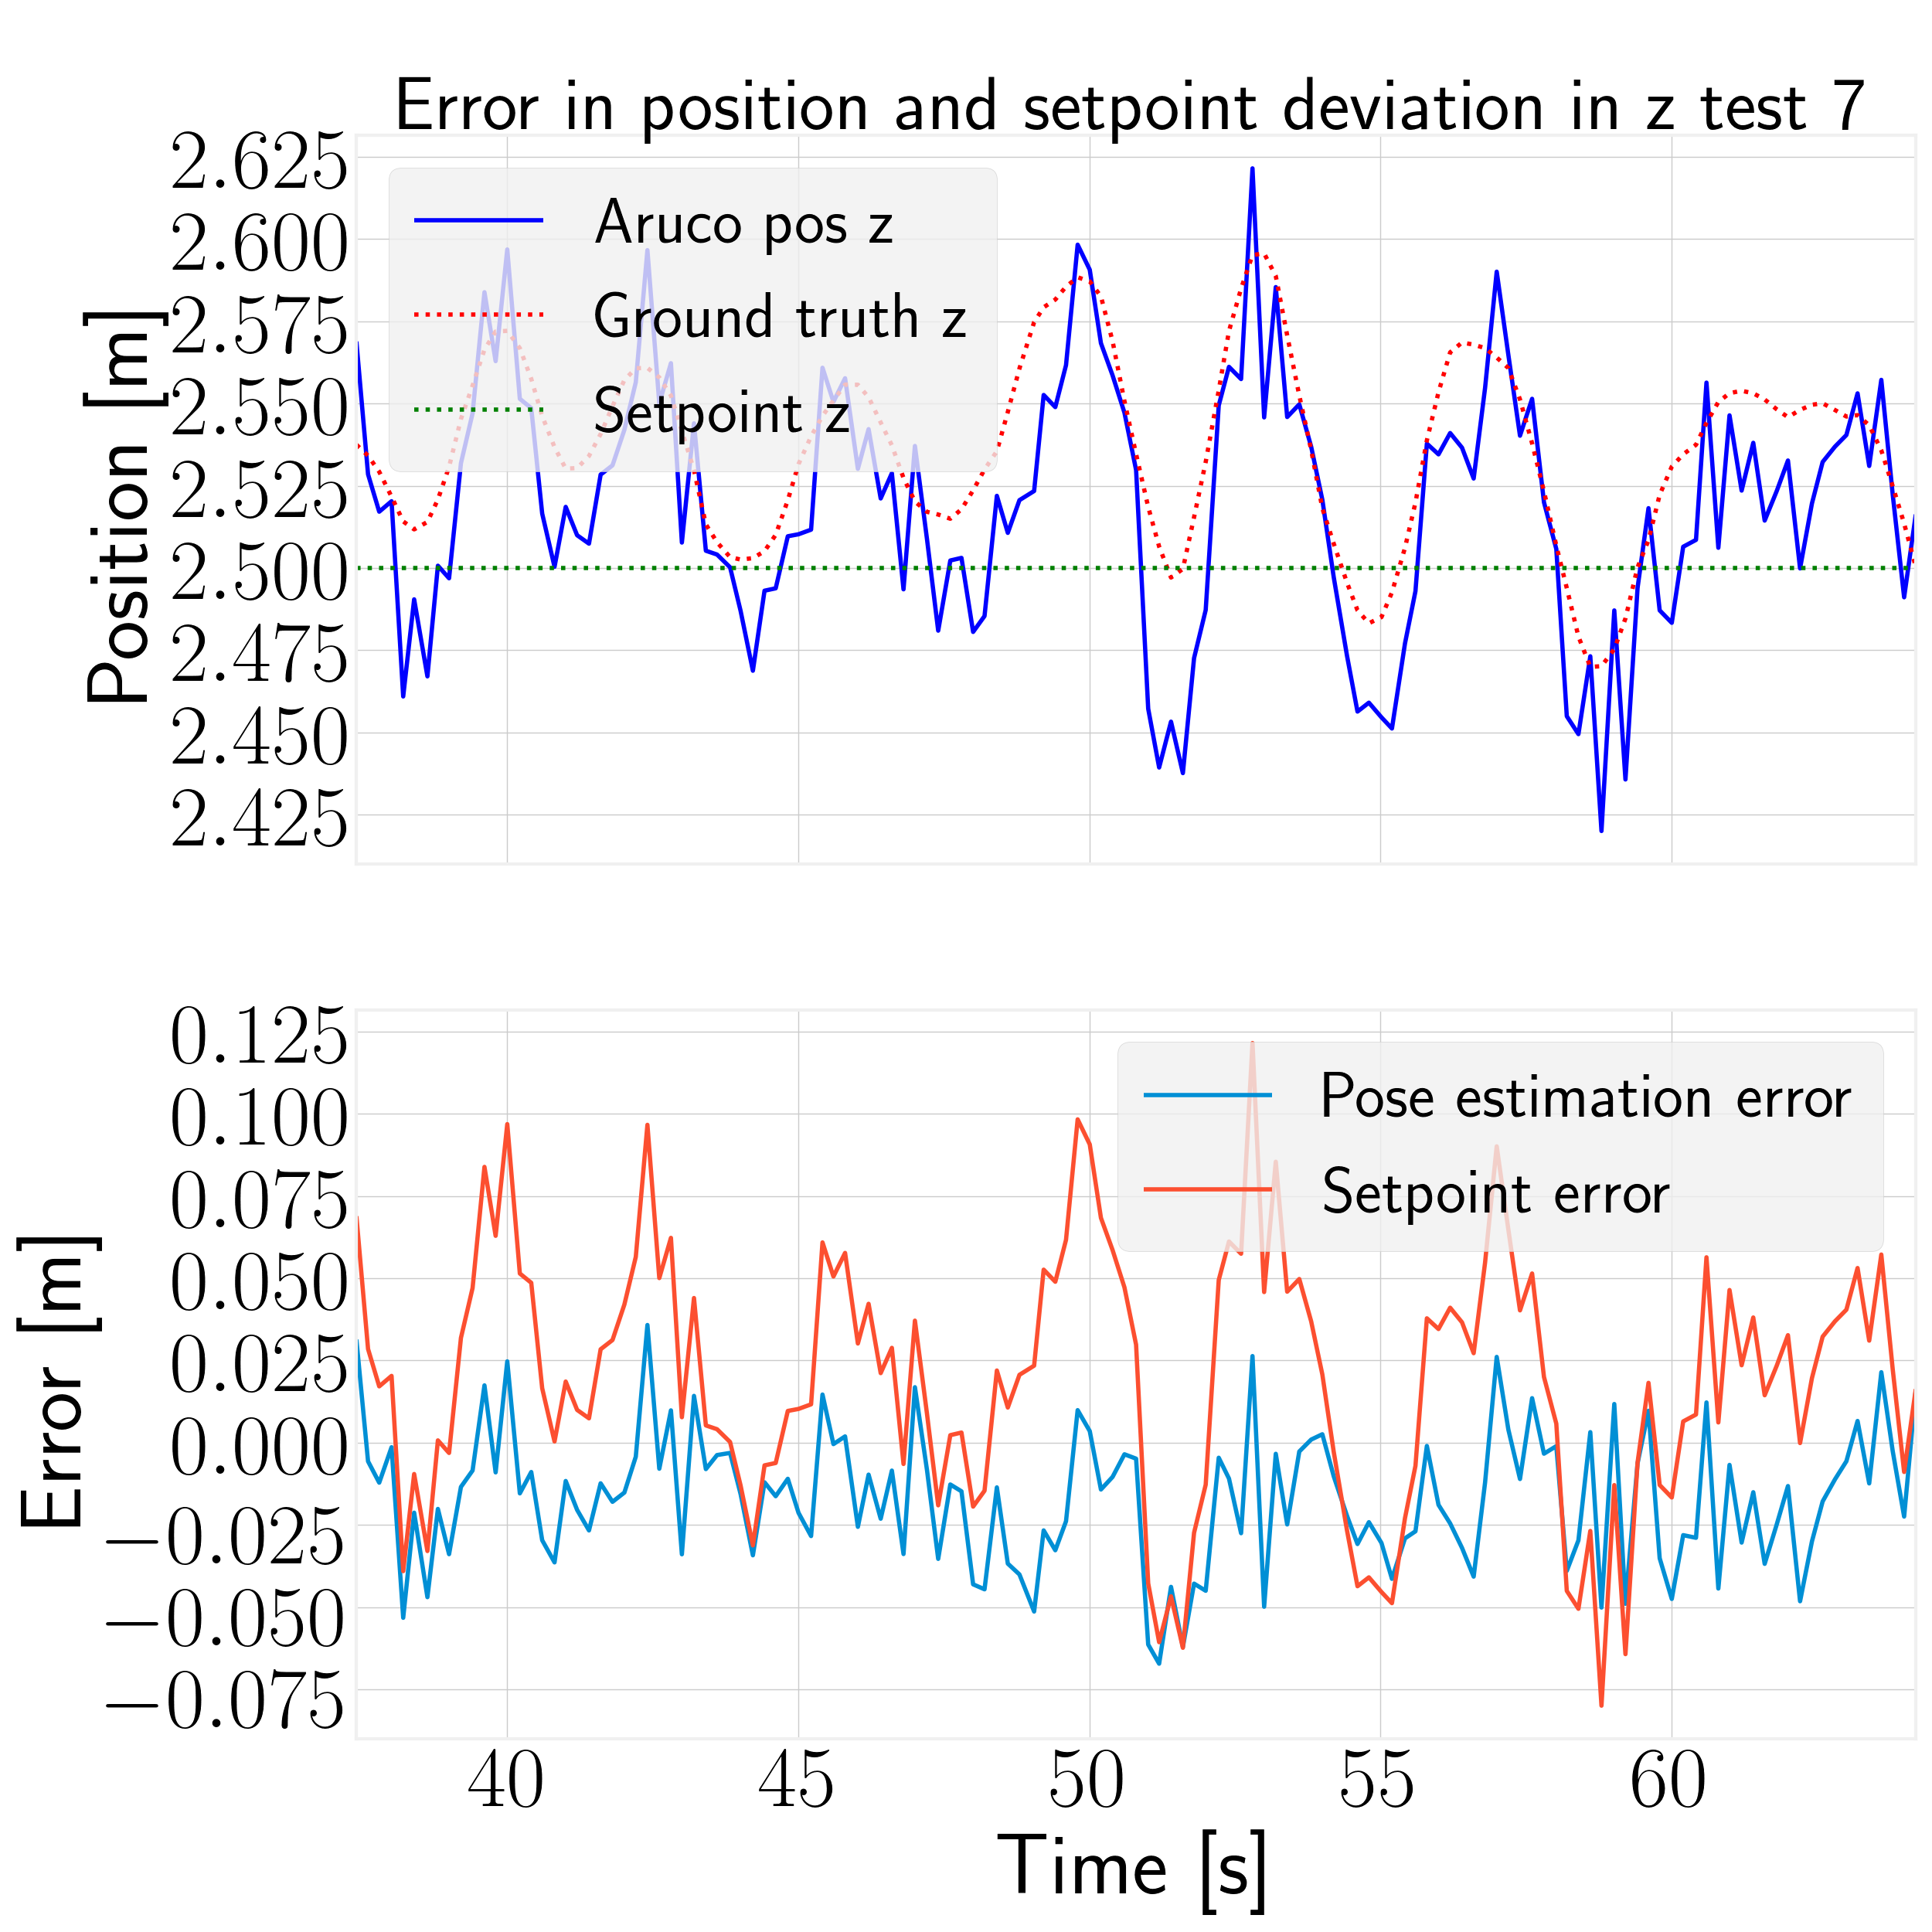 Error in position and setpoint deviation in z test 7
Position [m]
2.625
2.600
2.575
2.550
2.525
2.500
2.475
2.450
2.425
Aruco pos z
Ground truth z
Setpoint z
Error [m]
0.125
0.100
0.075
0.050
0.025
0.000
−0.025
−0.050
−0.075
Pose estimation error
Setpoint error
40 45 50 55 60
Time [s]